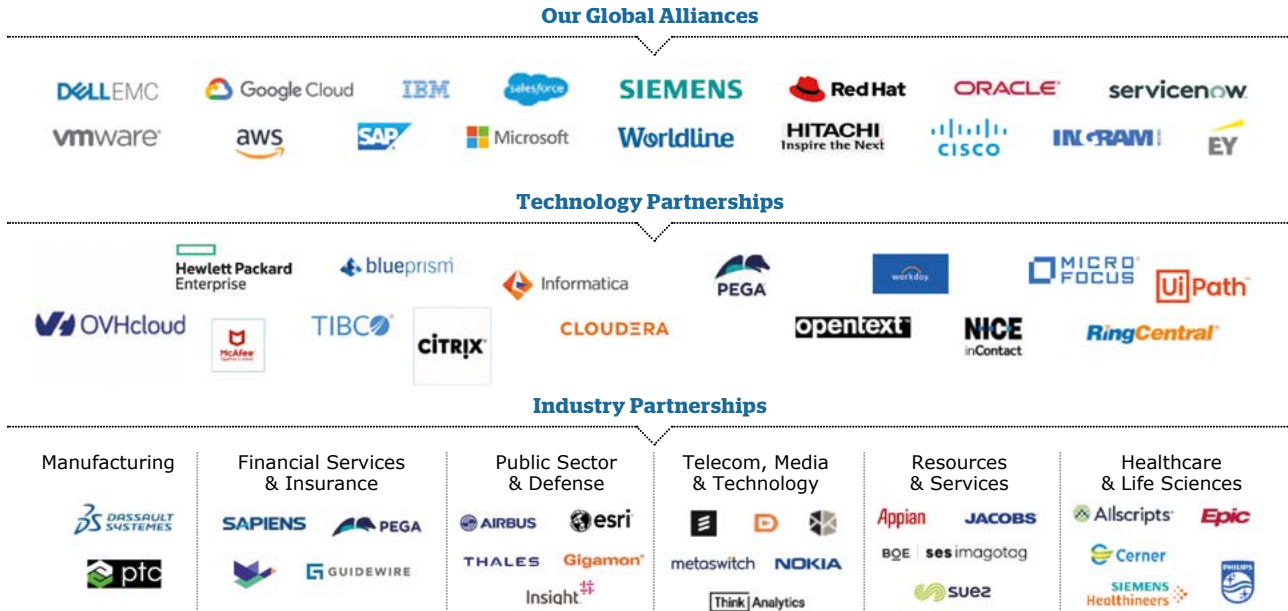 Our Global Alliances
DELLEMC Google Cloud IBM salesforce SIEMENS Red Hat ORACLE servicenow
vmware aws SAP Microsoft Worldline HITACHI CISCO INGRAM EY
Inspire the Next
Technology Partnerships
Hewlett Packard
Enterprise
blueprism
Informatica
PEGA
workday
MICRO
FOCUS
UiPath
OVHcloud
McAfee
TIBCO
CİTRIX
CLOUDERA
opentext
NICE
inContact
RingCentral
Industry Partnerships
Manufacturing
DASSAULT
SYSTEMES
ptc
Financial Services
& Insurance
SAPIENS PEGA
GUIDEWIRE
Public Sector
& Defense
AIRBUS esri
THALES Gigamon
Insight
Telecom, Media
& Technology
metaswitch NOKIA
Think Analytics
Resources
& Services
Appian JACOBS
BOE ses imagotag
suez
Healthcare
& Life Sciences
Allscripts Epic
Cerner
SIEMENS
Healthineers
PHILIPS